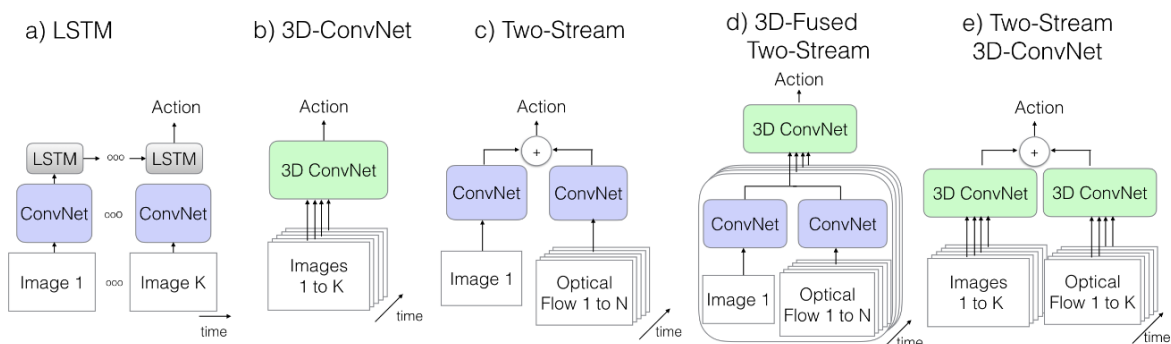 a) LSTM
Action
LSTM
LSTM
ConvNet
ConvNet
Image 1
Image K
time
b) 3D-ConvNet
Action
3D ConvNet
Images
1 to K
time
c) Two-Stream
Action
+
ConvNet
ConvNet
Image 1
Optical
Flow 1 to N
time
d) 3D-Fused
Two-Stream
Action
3D ConvNet
ConvNet
ConvNet
Image 1
Optical
Flow 1 to N
time
e) Two-Stream
3D-ConvNet
Action
+
3D ConvNet
3D ConvNet
Images
1 to K
Optical
Flow 1 to K
time